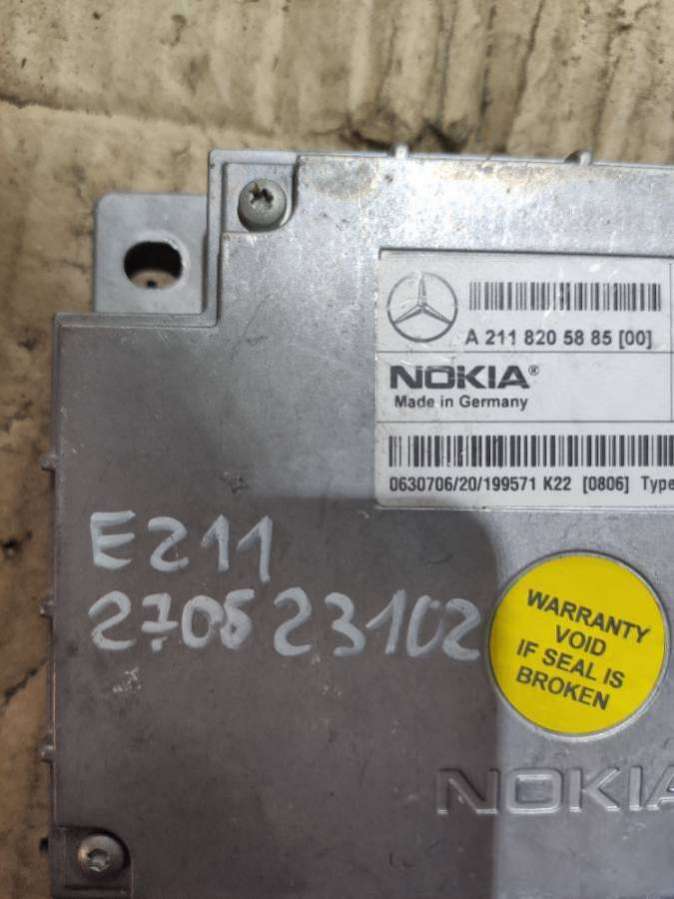 A 211 820 58 85 [00]
NOKIA®
Made in Germany
0630706/20/199571 K22 [0806] Type
E211
270523102
WARRANTY
VOID
IF SEAL IS
BROKEN
NOKIA